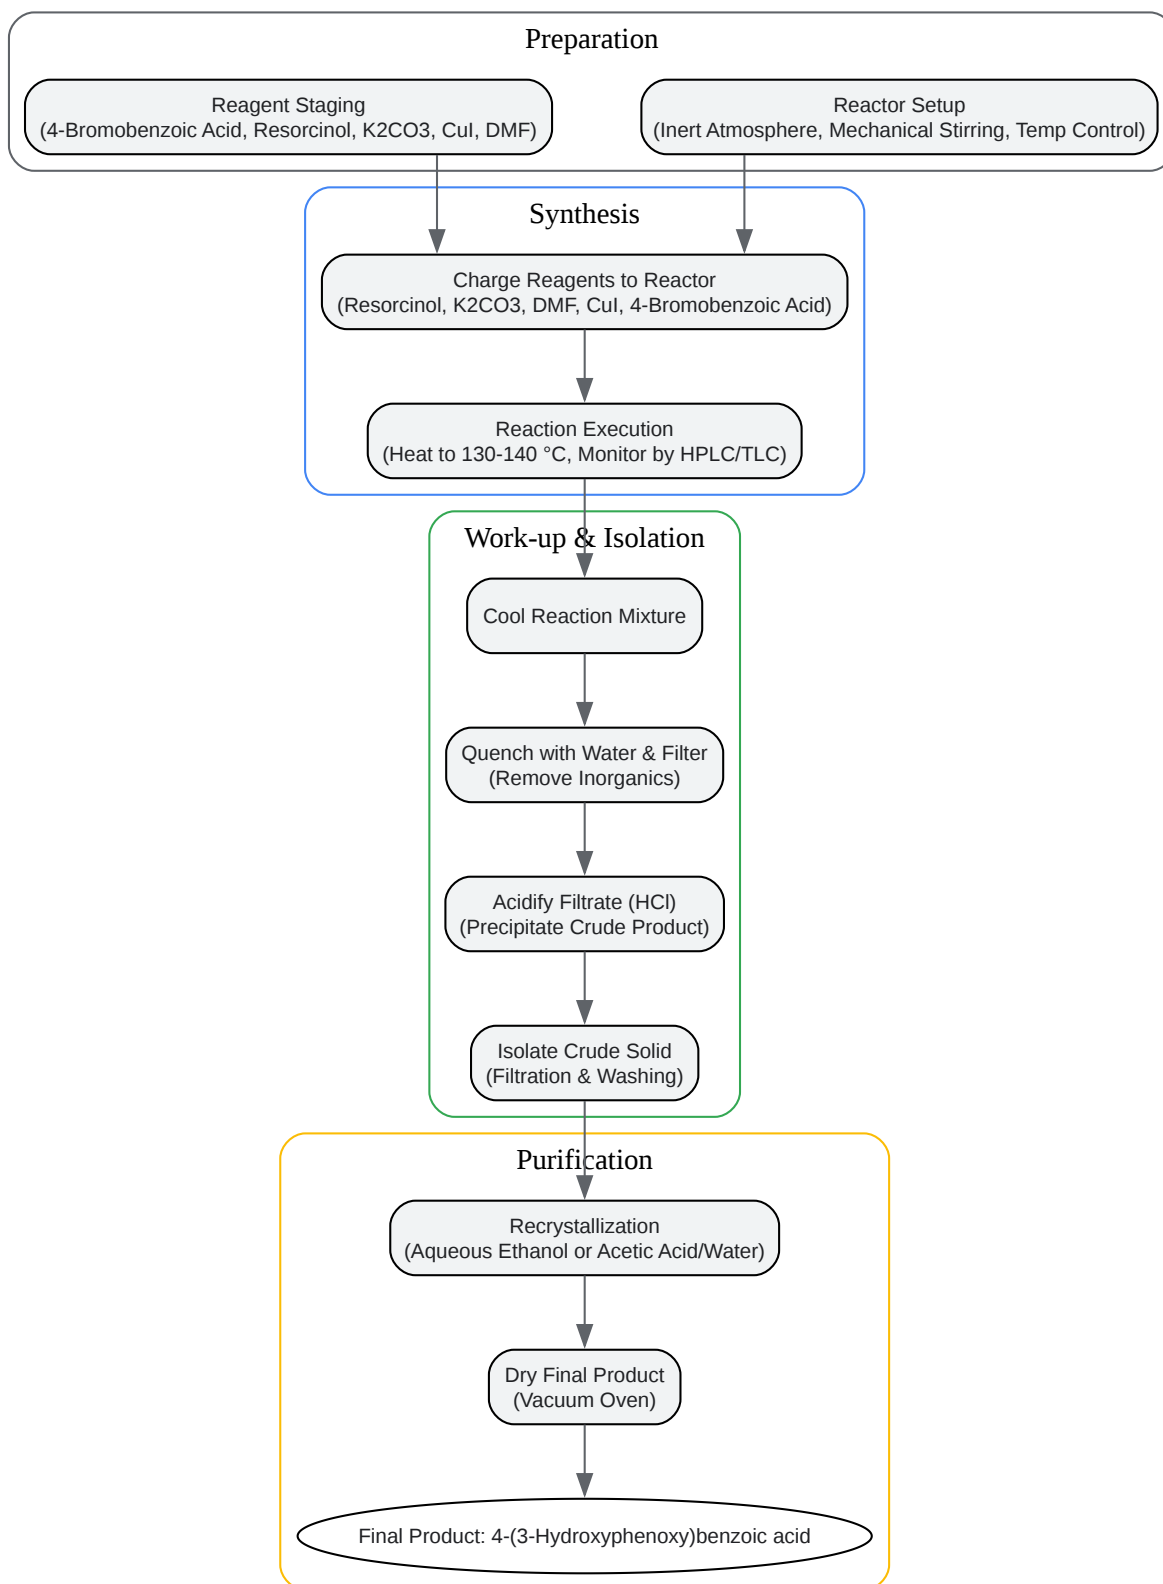 Preparation
Reagent Staging
(4-Bromobenzoic Acid, Resorcinol, K2CO3, CuI, DMF)
Reactor Setup
(Inert Atmosphere, Mechanical Stirring, Temp Control)
Synthesis
Charge Reagents to Reactor
(Resorcinol, K2CO3, DMF, CuI, 4-Bromobenzoic Acid)
Reaction Execution
(Heat to 130-140 °C, Monitor by HPLC/TLC)
Work-up & Isolation
Cool Reaction Mixture
Quench with Water & Filter
(Remove Inorganics)
Acidify Filtrate (HCl)
(Precipitate Crude Product)
Isolate Crude Solid
(Filtration & Washing)
Purification
Recrystallization
(Aqueous Ethanol or Acetic Acid/Water)
Dry Final Product
(Vacuum Oven)
Final Product: 4-(3-Hydroxyphenoxy)benzoic acid